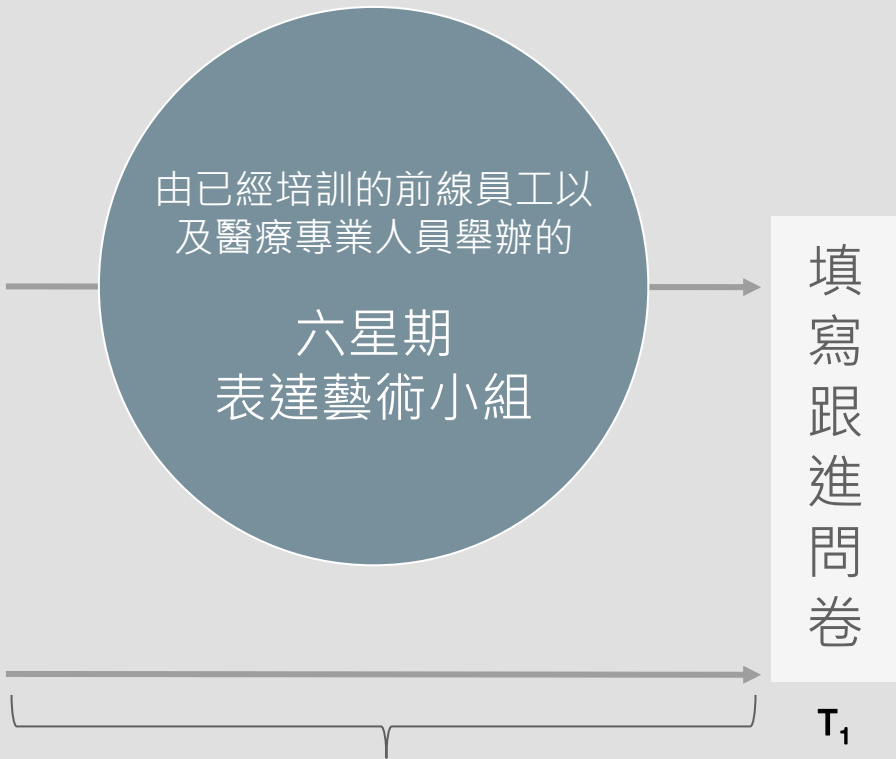 由已經培訓的前線員工以
及醫療專業人員舉辦的
六星期
表達藝術小組
填寫跟進問卷
T₁